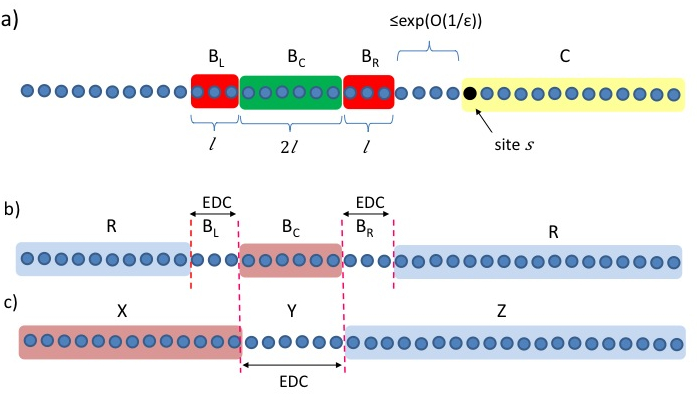 a)
≤exp(O(1/ε))
B_L B_C B_R C
l 2l l
site s
b)
EDC EDC
R B_L B_C B_R R
c)
X Y Z
EDC